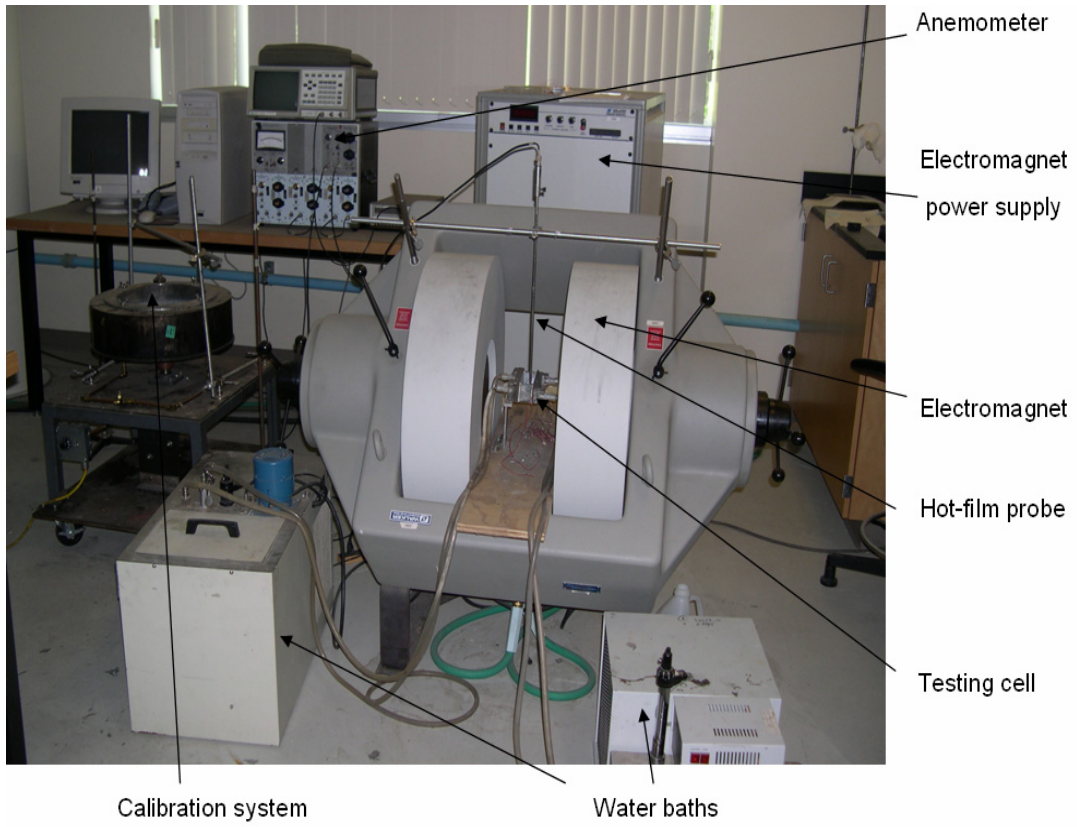 Anemometer
Electromagnet
power supply
Electromagnet
Hot-film probe
Testing cell
Calibration system
Water baths